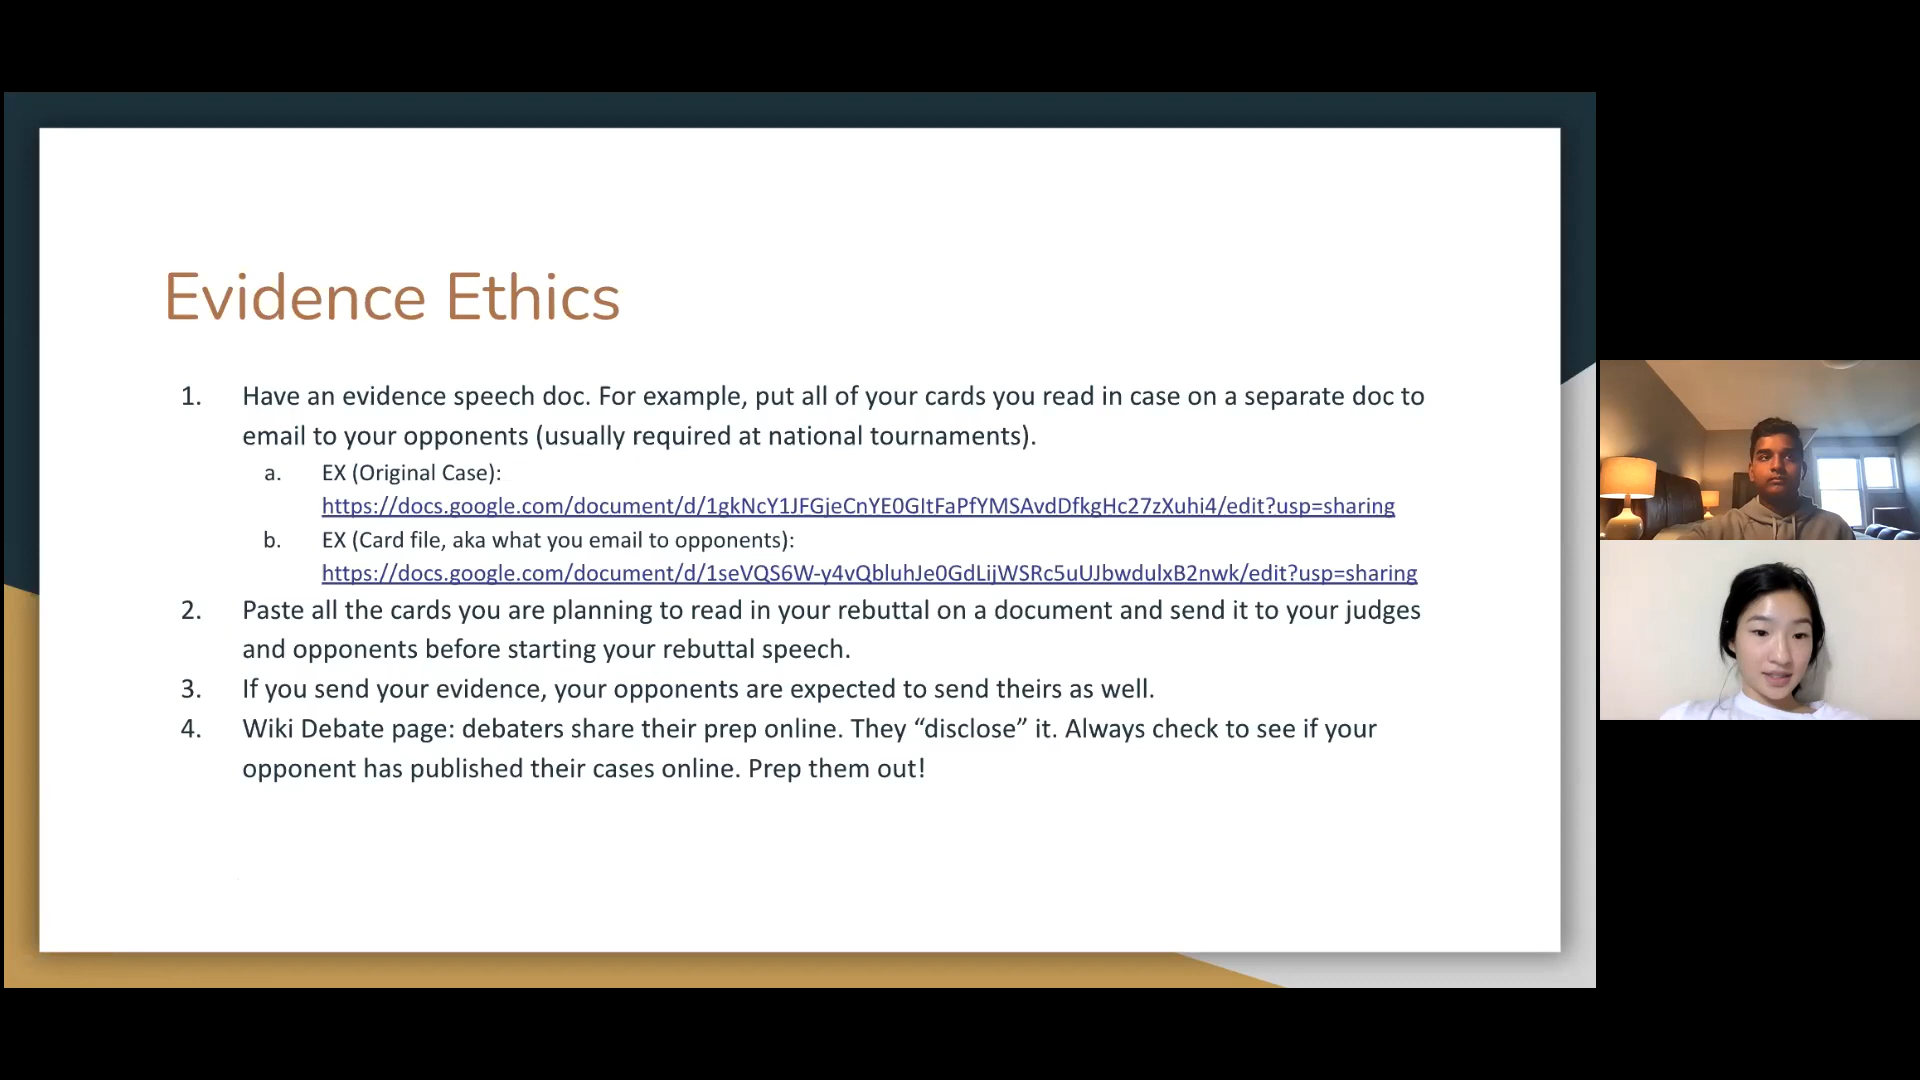 Evidence Ethics
1. Have an evidence speech doc. For example, put all of your cards you read in case on a separate doc to
email to your opponents (usually required at national tournaments).
a. EX (Original Case):
https://docs.google.com/document/d/1gkNcY1JFGjeCnYE0GItFaPfYMSAvdDfkgHc27zXuhi4/edit?usp=sharing
b. EX (Card file, aka what you email to opponents):
https://docs.google.com/document/d/1seVQS6W-y4vQbluhJe0GdLijWSRc5uUJbwdulxB2nwk/edit?usp=sharing
2. Paste all the cards you are planning to read in your rebuttal on a document and send it to your judges
and opponents before starting your rebuttal speech.
3. If you send your evidence, your opponents are expected to send theirs as well.
4. Wiki Debate page: debaters share their prep online. They “disclose” it. Always check to see if your
opponent has published their cases online. Prep them out!